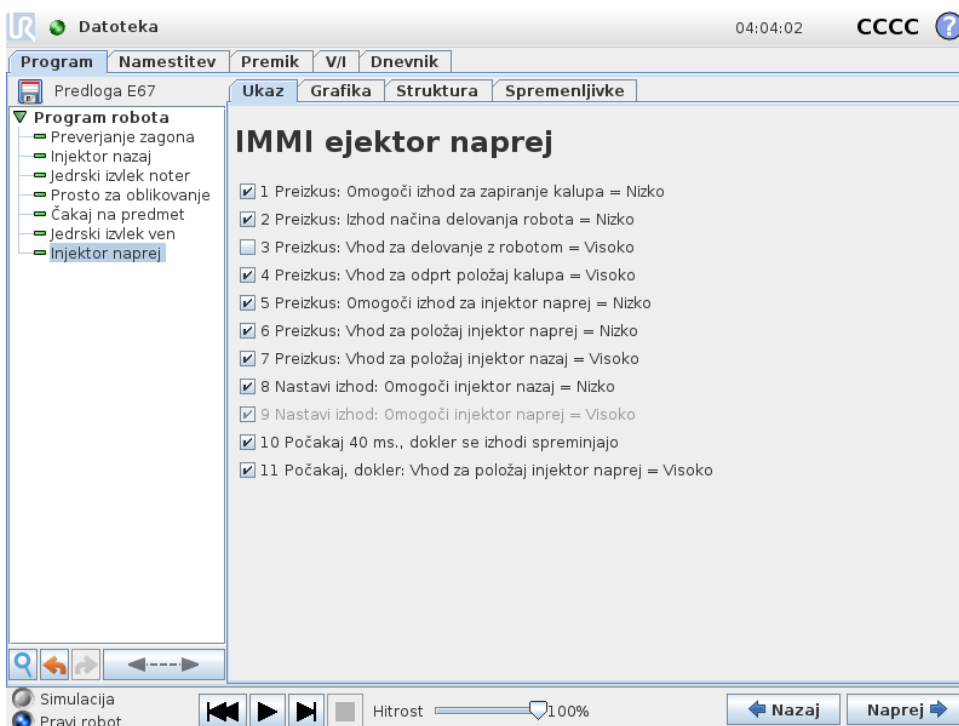 UR Datoteka 04:04:02 CCCC ?
Program Namestitev Premik V/I Dnevnik
Predloga E67
Ukaz Grafika Struktura Spremenljivke
Program robota
Preverjanje zagona
Injektor nazaj
Jedrski izvlek noter
Prosto za oblikovanje
Čakaj na predmet
Jedrski izvlek ven
Injektor naprej
IMMI ejektor naprej
1 Preizkus: Omogoči izhod za zapiranje kalupa = Nizko
2 Preizkus: Izhod načina delovanja robota = Nizko
3 Preizkus: Vhod za delovanje z robotom = Visoko
4 Preizkus: Vhod za odprt položaj kalupa = Visoko
5 Preizkus: Omogoči izhod za injektor naprej = Nizko
6 Preizkus: Vhod za položaj injektor naprej = Nizko
7 Preizkus: Vhod za položaj injektor nazaj = Visoko
8 Nastavi izhod: Omogoči injektor nazaj = Nizko
9 Nastavi izhod: Omogoči injektor naprej = Visoko
10 Počakaj 40 ms., dokler se izhodi spreminjajo
11 Počakaj, dokler: Vhod za položaj injektor naprej = Visoko
Simulacija
Pravi robot
Hitrost 100%
Nazaj Naprej